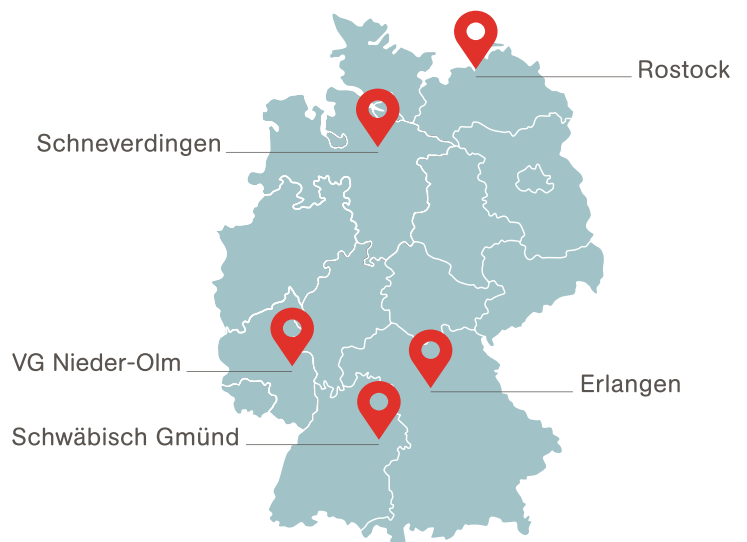 Rostock
Schneverdingen
VG Nieder-Olm
Erlangen
Schwäbisch Gmünd